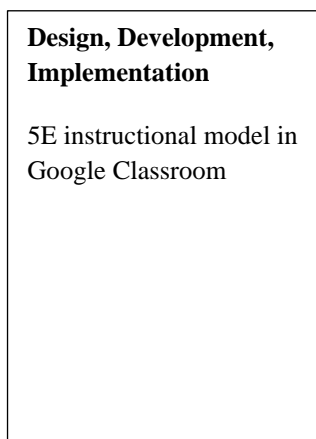 Design, Development,
Implementation
5E instructional model in
Google Classroom